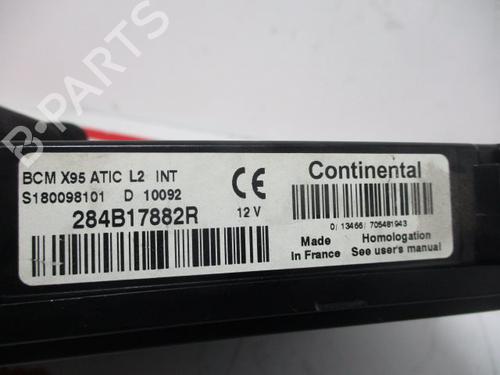 B-PARTS
BCM X95 ATIC L2 INT
S180098101 D 10092
284B17882R
12 V
CE
Continental
0/ 13466/ 705481943
Made
In France
Homologation
See user's manual